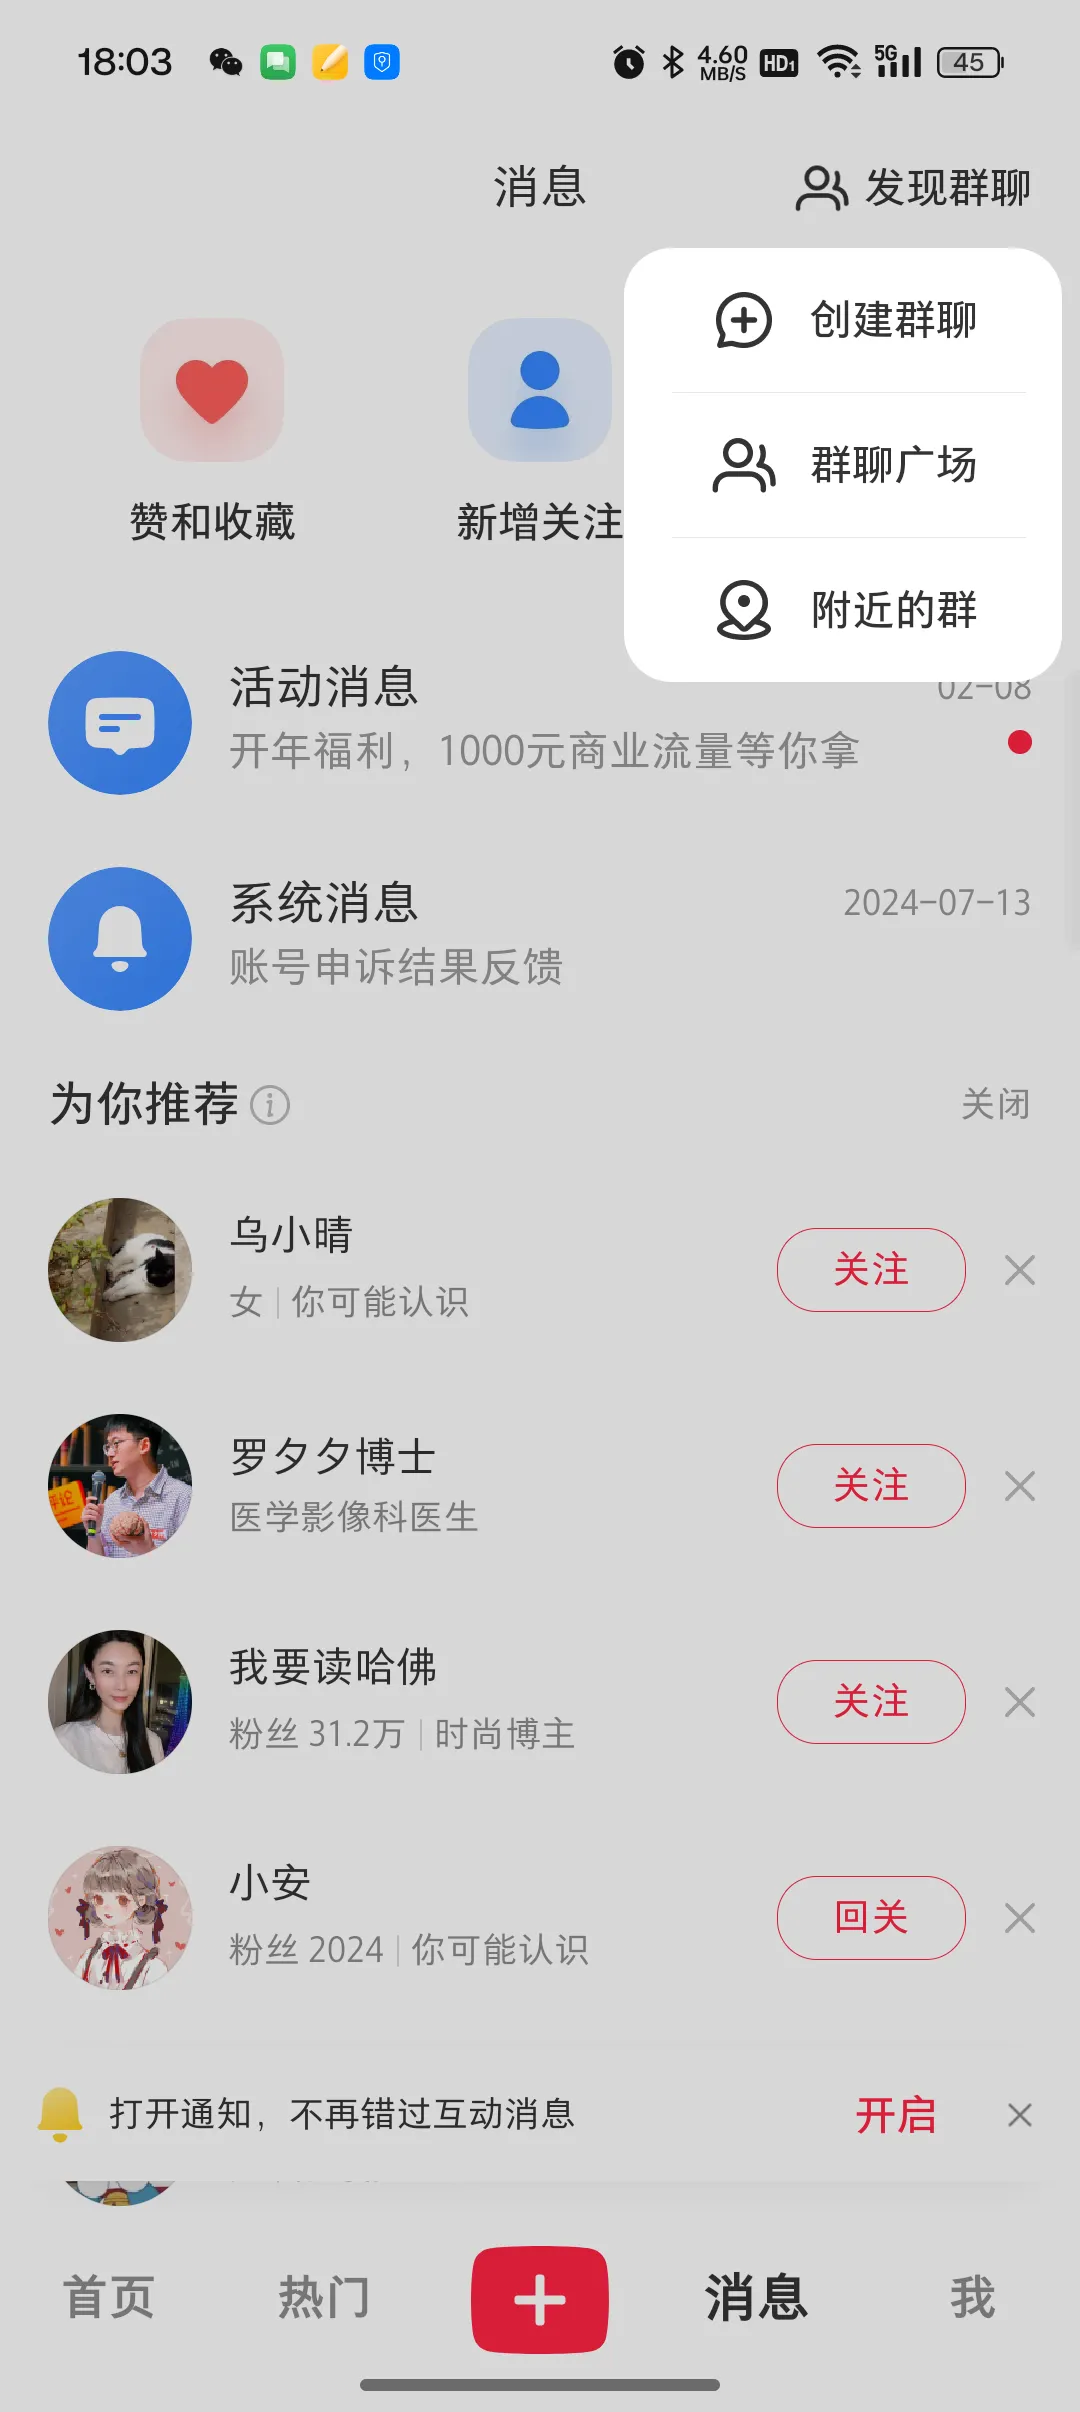 18:03
4.60 MB/S HD1 5G 45
消息
发现群聊
创建群聊
群聊广场
附近的群
赞和收藏
新增关注
活动消息
02-08
开年福利，1000元商业流量等你拿
系统消息
2024-07-13
账号申诉结果反馈
为你推荐
关闭
乌小晴
女 | 你可能认识
关注
罗夕夕博士
医学影像科医生
关注
我要读哈佛
粉丝 31.2万 | 时尚博主
关注
小安
粉丝 2024 | 你可能认识
回关
打开通知，不再错过互动消息
开启
首页
热门
消息
我